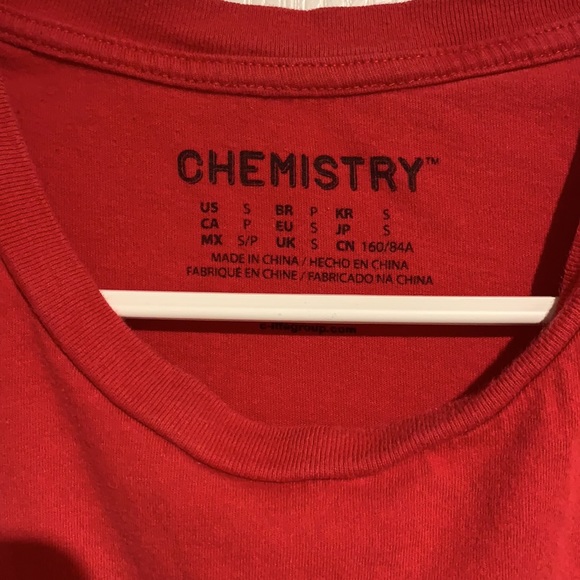 CHEMISTRY™
US S BR P KR S
CA P EU S JP S
MX S/P UK S CN 160/84A
MADE IN CHINA / HECHO EN CHINA
FABRIQUÉ EN CHINE / FABRICADO NA CHINA